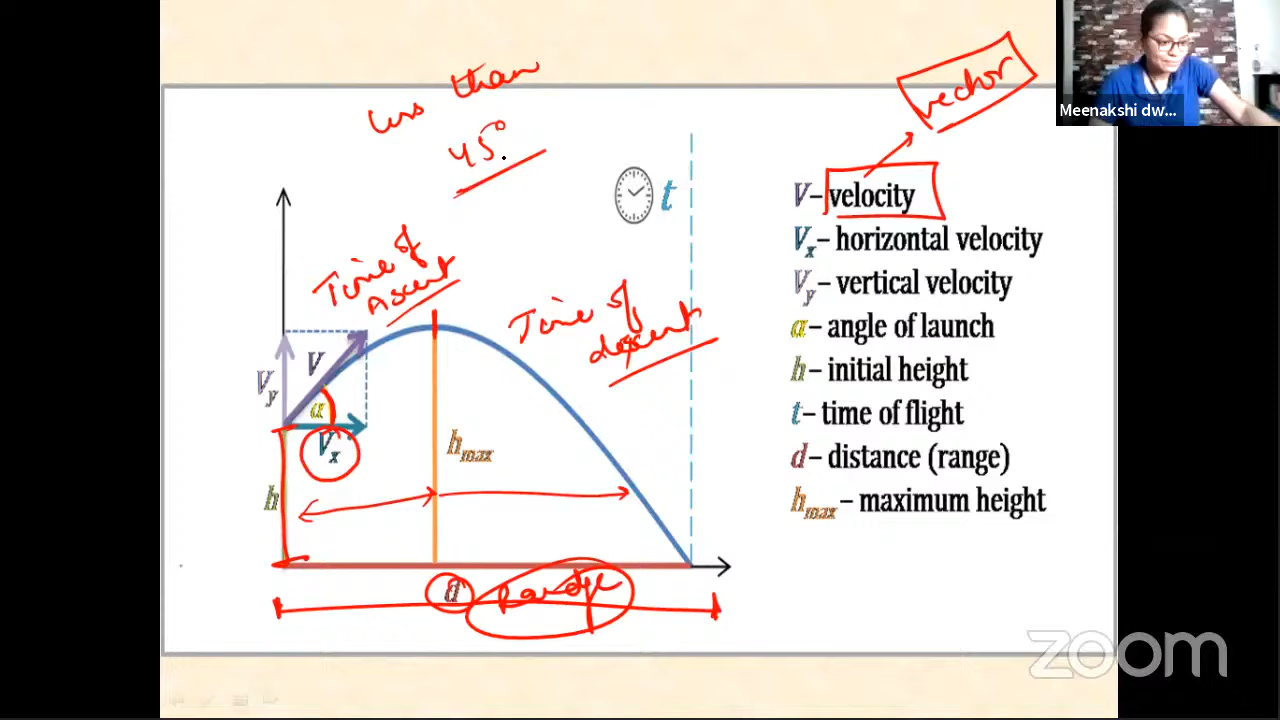 less than
45°
vector
Meenakshi dw...
t
V – velocity
Vx – horizontal velocity
Vy – vertical velocity
a – angle of launch
h – initial height
t – time of flight
d – distance (range)
hmax – maximum height
Time of
Ascent
Time of
descent
V
Vy
a
Vx
h
hmax
d
Range
zoom